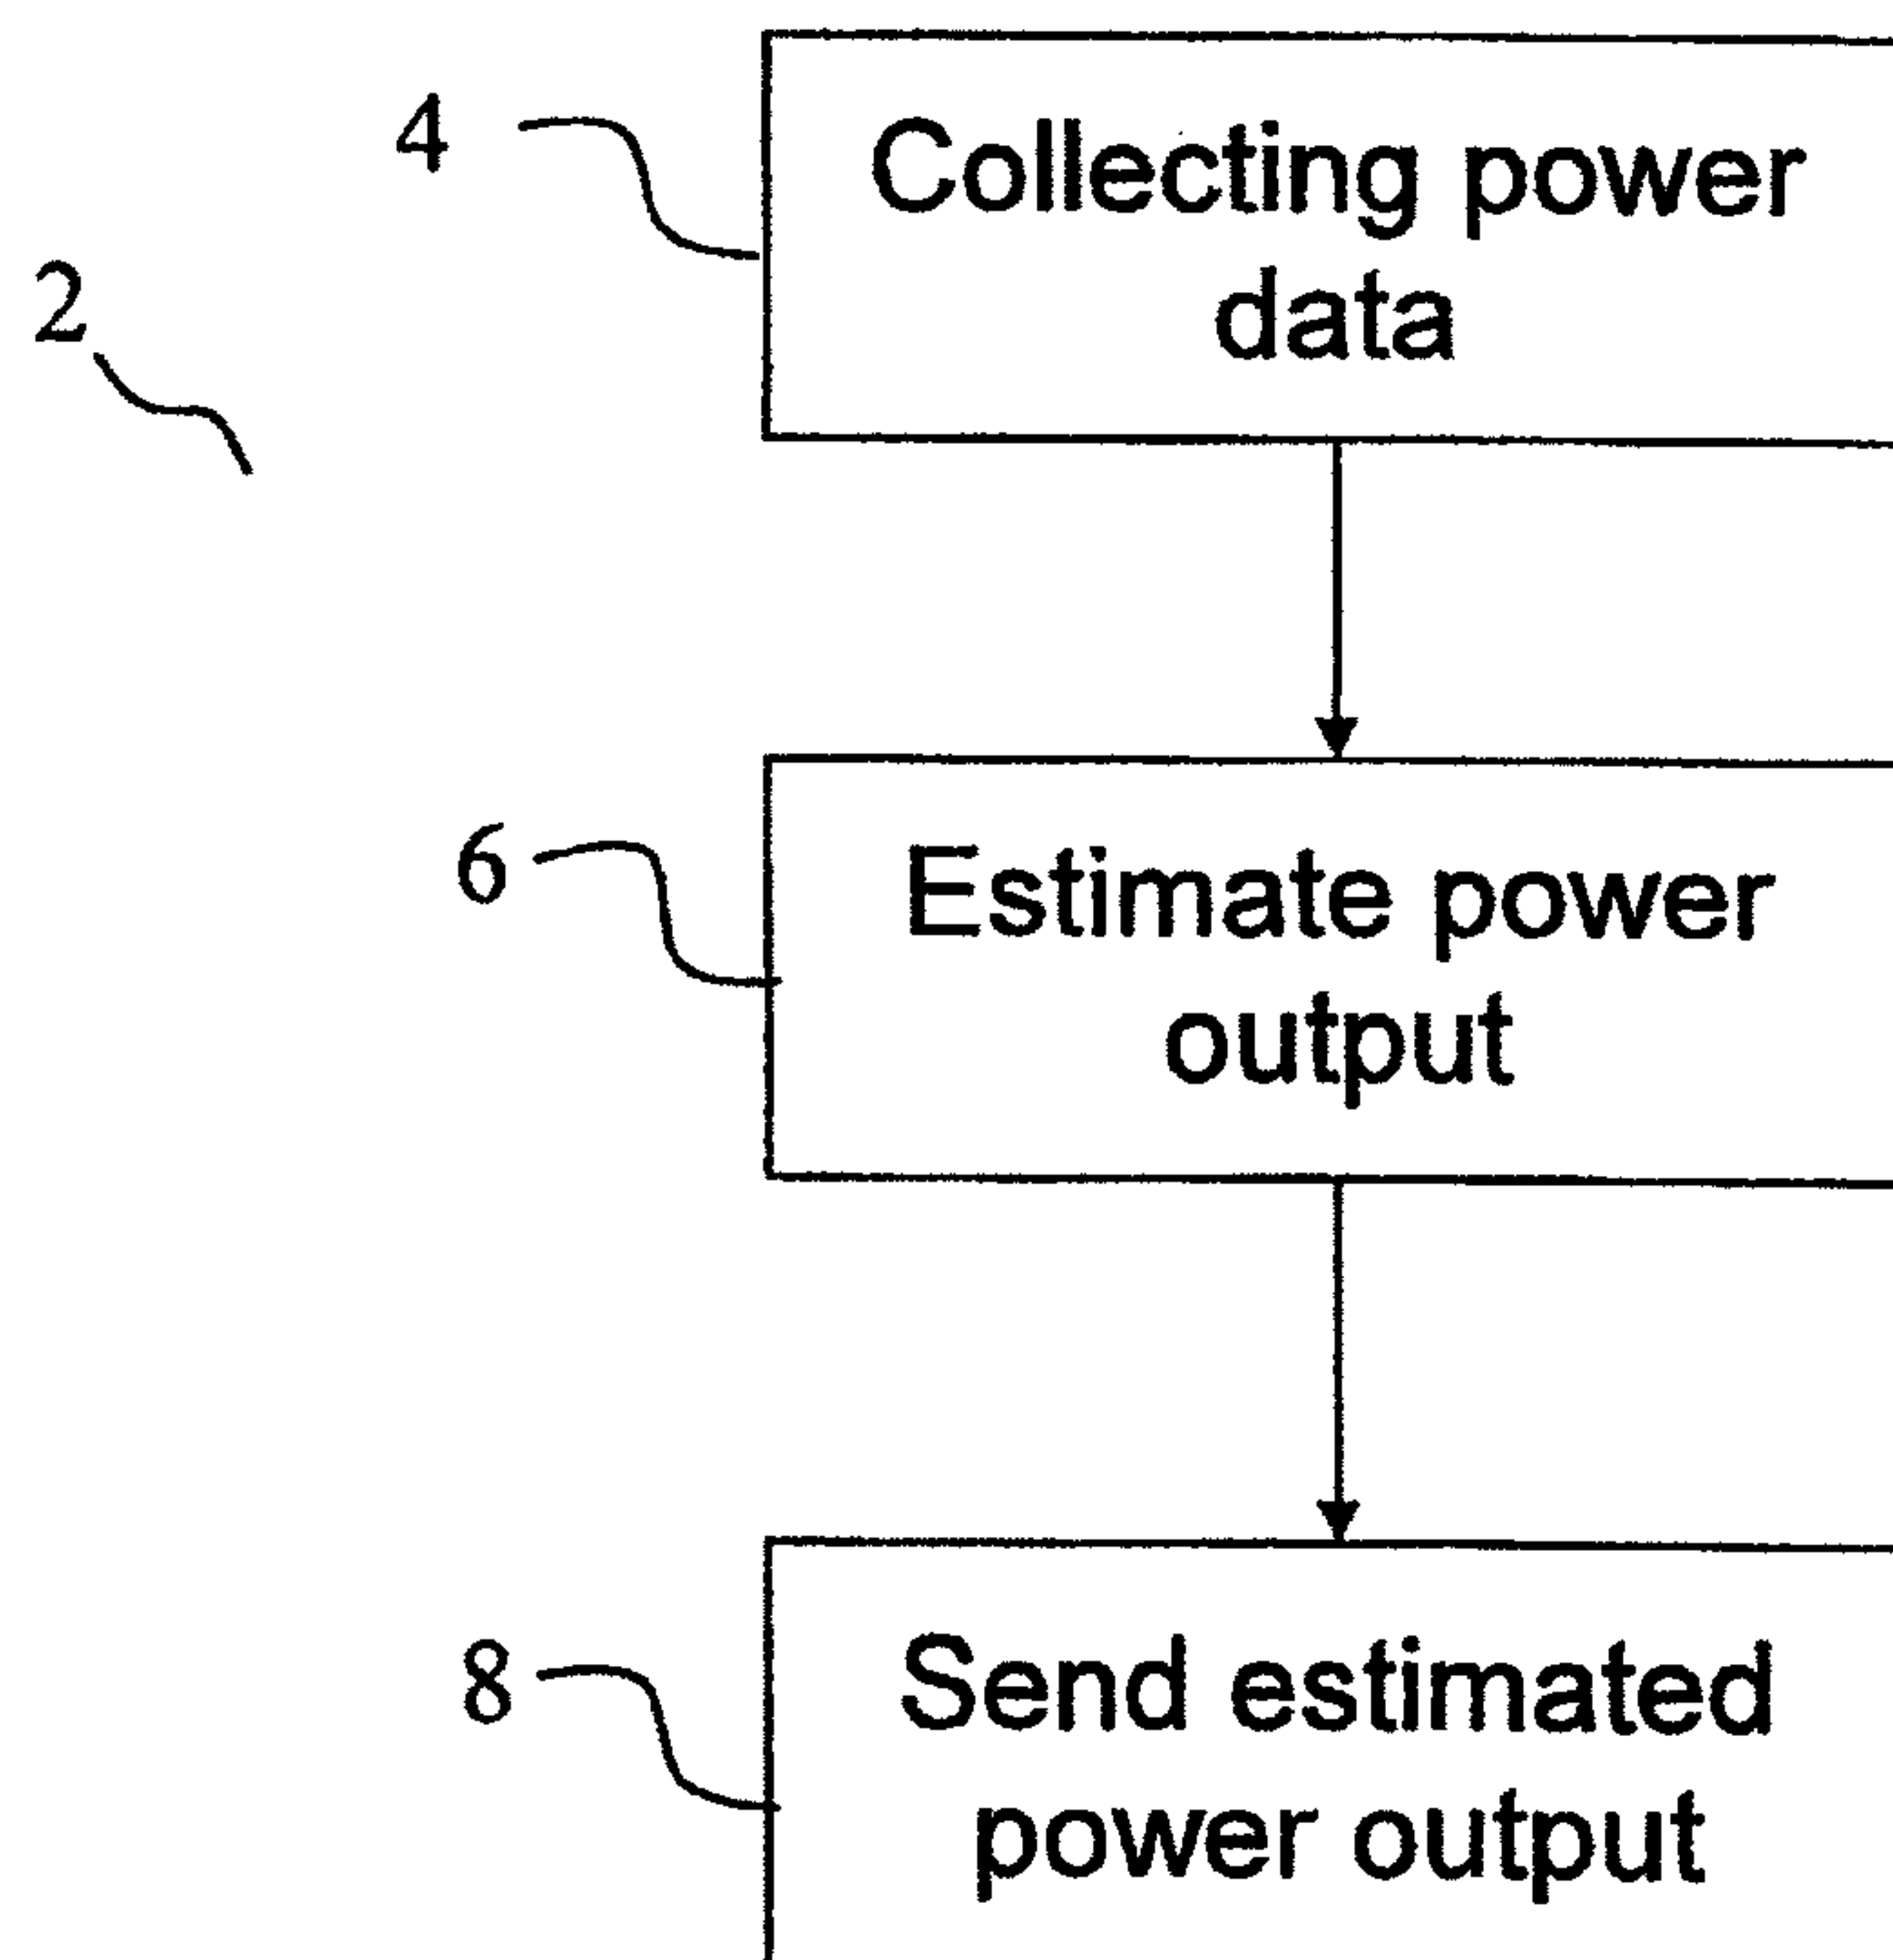 4
Collecting power
data
2
6
Estimate power
output
8
Send estimated
power output